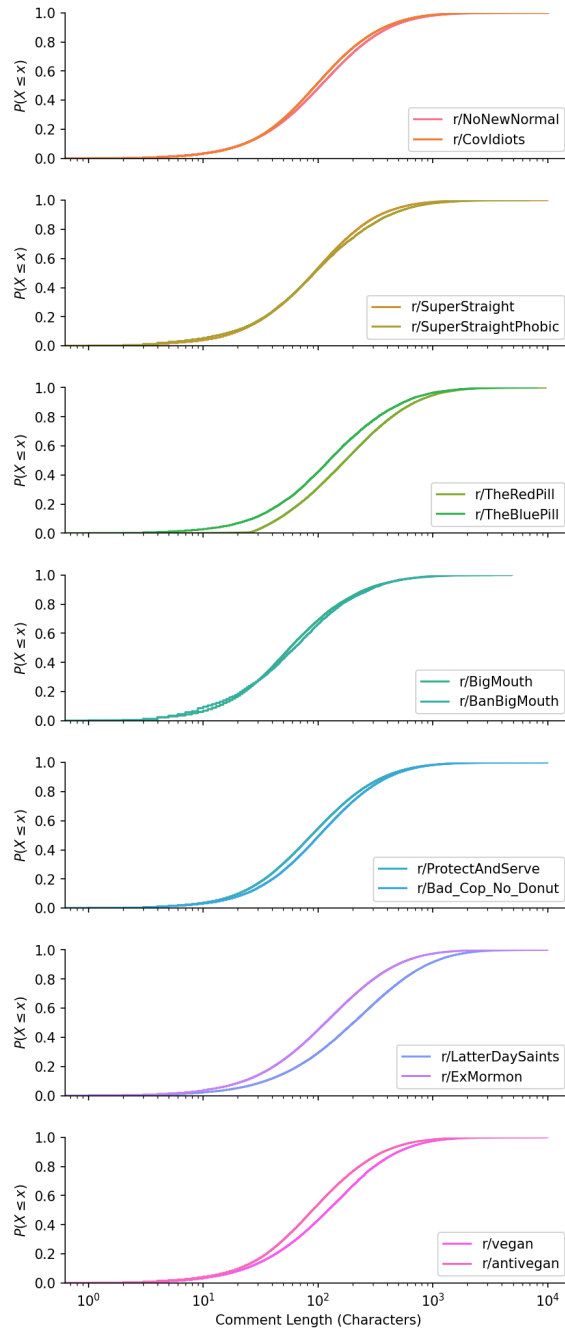 1.0
0.8
0.6
0.4
0.2
0.0
P(X ≤ x)
r/NoNewNormal
r/CovIdiots
1.0
0.8
0.6
0.4
0.2
0.0
P(X ≤ x)
r/SuperStraight
r/SuperStraightPhobic
1.0
0.8
0.6
0.4
0.2
0.0
P(X ≤ x)
r/TheRedPill
r/TheBluePill
1.0
0.8
0.6
0.4
0.2
0.0
P(X ≤ x)
r/BigMouth
r/BanBigMouth
1.0
0.8
0.6
0.4
0.2
0.0
P(X ≤ x)
r/ProtectAndServe
r/Bad_Cop_No_Donut
1.0
0.8
0.6
0.4
0.2
0.0
P(X ≤ x)
r/LatterDaySaints
r/ExMormon
1.0
0.8
0.6
0.4
0.2
0.0
P(X ≤ x)
r/vegan
r/antivegan
10⁰ 10¹ 10² 10³ 10⁴
Comment Length (Characters)